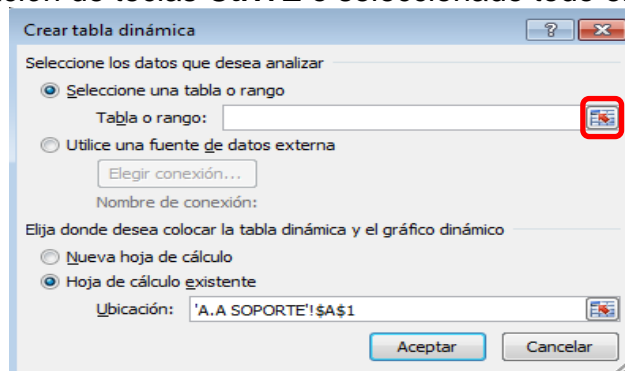 Crear tabla dinámica
Seleccione los datos que desea analizar
Seleccione una tabla o rango
Tabla o rango:
Utilice una fuente de datos externa
Elegir conexión...
Nombre de conexión:
Elija donde desea colocar la tabla dinámica y el gráfico dinámico
Nueva hoja de cálculo
Hoja de cálculo existente
Ubicación: 'A.A SOPORTE'!$A$1
Aceptar Cancelar